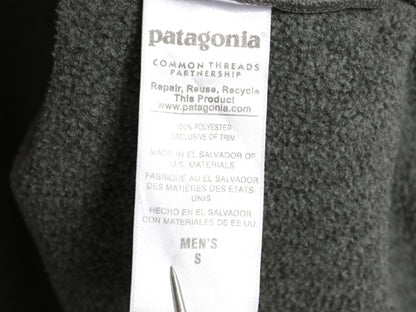 patagonia
COMMON THREADS
PARTNERSHIP
Repair, Reuse, Recycle
This Product
www.patagonia.com
100% POLYESTER
EXCLUSIVE OF TRIM
MADE IN EL SALVADOR OF
U.S. MATERIALS
FABRIQUÉ AU EL SALVADOR
DES MATIÈRES DES ETATS-
UNIS
HECHO EN EL SALVADOR
CON MATERIALES DE EE.UU.
MEN'S
S